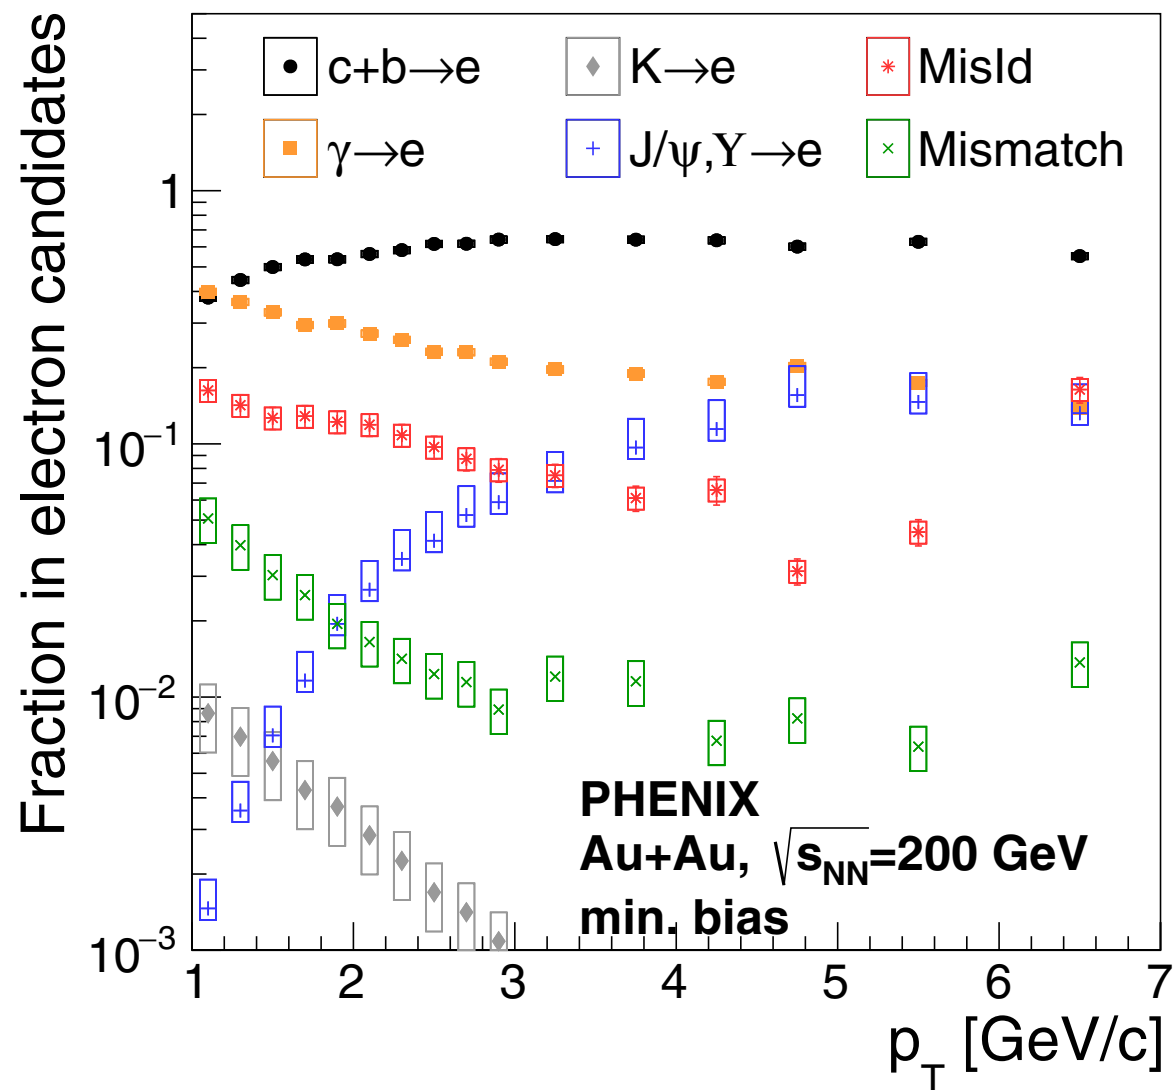 Fraction in electron candidates
c+b→e K→e MisId
γ→e J/ψ,Υ→e Mismatch
1
10⁻¹
10⁻²
10⁻³
PHENIX
Au+Au, √sNN=200 GeV
min. bias
1 2 3 4 5 6 7
pT [GeV/c]